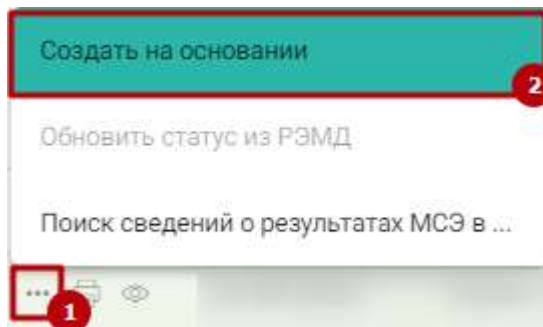 Создать на основании
2
Обновить статус из РЭМД
Поиск сведений о результатах МСЭ в ...
... 1